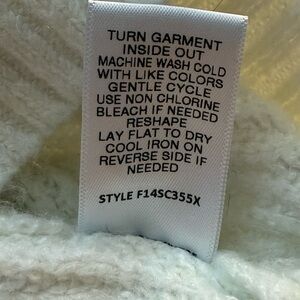 TURN GARMENT
INSIDE OUT
MACHINE WASH COLD
WITH LIKE COLORS
GENTLE CYCLE
USE NON CHLORINE
BLEACH IF NEEDED
RESHAPE
LAY FLAT TO DRY
COOL IRON ON
REVERSE SIDE IF
NEEDED
STYLE F14SC355X